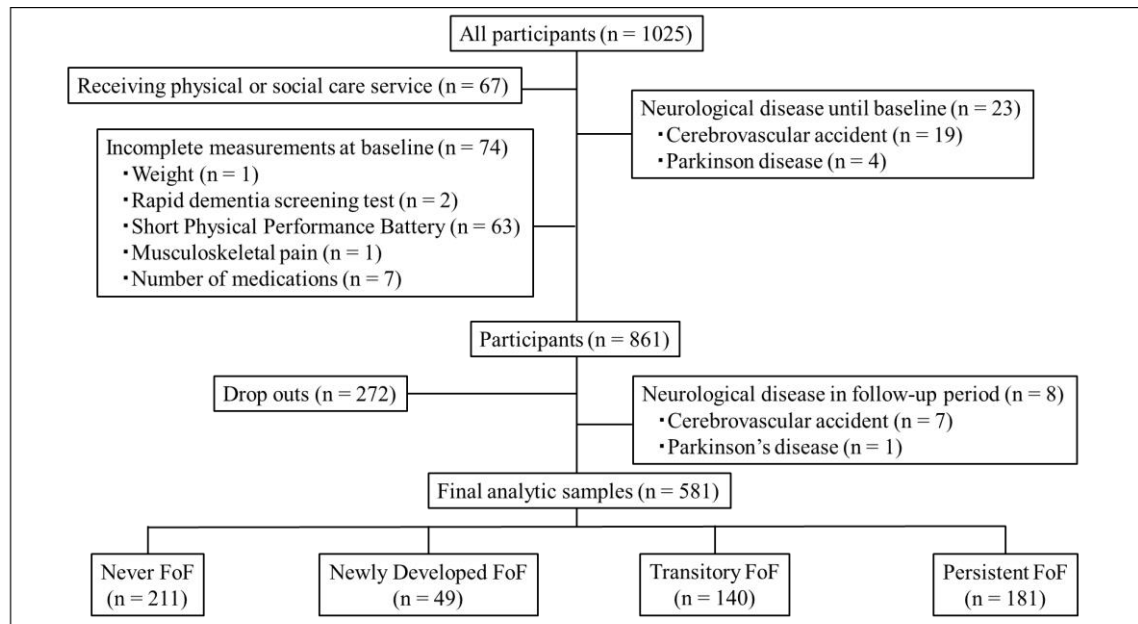 All participants (n = 1025)
Receiving physical or social care service (n = 67)
Neurological disease until baseline (n = 23)
・Cerebrovascular accident (n = 19)
・Parkinson disease (n = 4)
Incomplete measurements at baseline (n = 74)
・Weight (n = 1)
・Rapid dementia screening test (n = 2)
・Short Physical Performance Battery (n = 63)
・Musculoskeletal pain (n = 1)
・Number of medications (n = 7)
Participants (n = 861)
Drop outs (n = 272)
Neurological disease in follow-up period (n = 8)
・Cerebrovascular accident (n = 7)
・Parkinson’s disease (n = 1)
Final analytic samples (n = 581)
Never FoF
(n = 211)
Newly Developed FoF
(n = 49)
Transitory FoF
(n = 140)
Persistent FoF
(n = 181)